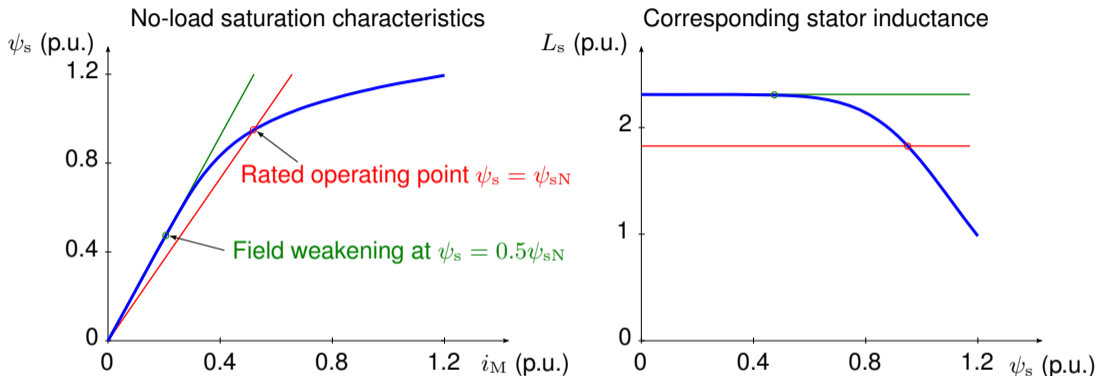 No-load saturation characteristics
ψs (p.u.)
1.2
0.8
0.4
0
0 0.4 0.8 1.2 iM (p.u.)
Rated operating point ψs = ψsN
Field weakening at ψs = 0.5ψsN
Corresponding stator inductance
Ls (p.u.)
2
1
0
0 0.4 0.8 1.2 ψs (p.u.)